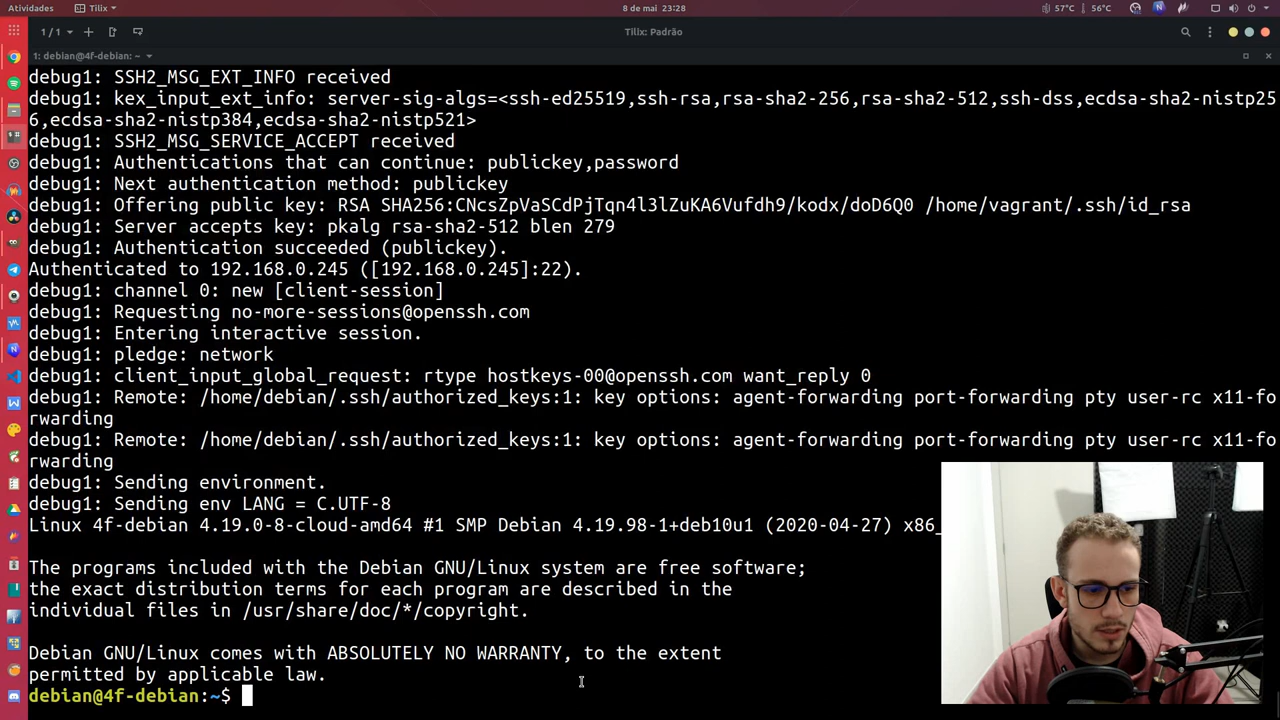 Atividades
Tilix
8 de mai 23:28
57°C
56°C
1 / 1
Tilix: Padrão
1: debian@4f-debian: ~
debug1: SSH2_MSG_EXT_INFO received
debug1: kex_input_ext_info: server-sig-algs=<ssh-ed25519,ssh-rsa,rsa-sha2-256,rsa-sha2-512,ssh-dss,ecdsa-sha2-nistp25
6,ecdsa-sha2-nistp384,ecdsa-sha2-nistp521>
debug1: SSH2_MSG_SERVICE_ACCEPT received
debug1: Authentications that can continue: publickey,password
debug1: Next authentication method: publickey
debug1: Offering public key: RSA SHA256:CNcsZpVaSCdPjTqn4l3lZuKA6Vufdh9/kodx/doD6Q0 /home/vagrant/.ssh/id_rsa
debug1: Server accepts key: pkalg rsa-sha2-512 blen 279
debug1: Authentication succeeded (publickey).
Authenticated to 192.168.0.245 ([192.168.0.245]:22).
debug1: channel 0: new [client-session]
debug1: Requesting no-more-sessions@openssh.com
debug1: Entering interactive session.
debug1: pledge: network
debug1: client_input_global_request: rtype hostkeys-00@openssh.com want_reply 0
debug1: Remote: /home/debian/.ssh/authorized_keys:1: key options: agent-forwarding port-forwarding pty user-rc x11-fo
rwarding
debug1: Remote: /home/debian/.ssh/authorized_keys:1: key options: agent-forwarding port-forwarding pty user-rc x11-fo
rwarding
debug1: Sending environment.
debug1: Sending env LANG = C.UTF-8
Linux 4f-debian 4.19.0-8-cloud-amd64 #1 SMP Debian 4.19.98-1+deb10u1 (2020-04-27) x86_
The programs included with the Debian GNU/Linux system are free software;
the exact distribution terms for each program are described in the
individual files in /usr/share/doc/*/copyright.
Debian GNU/Linux comes with ABSOLUTELY NO WARRANTY, to the extent
permitted by applicable law.
debian@4f-debian:~$